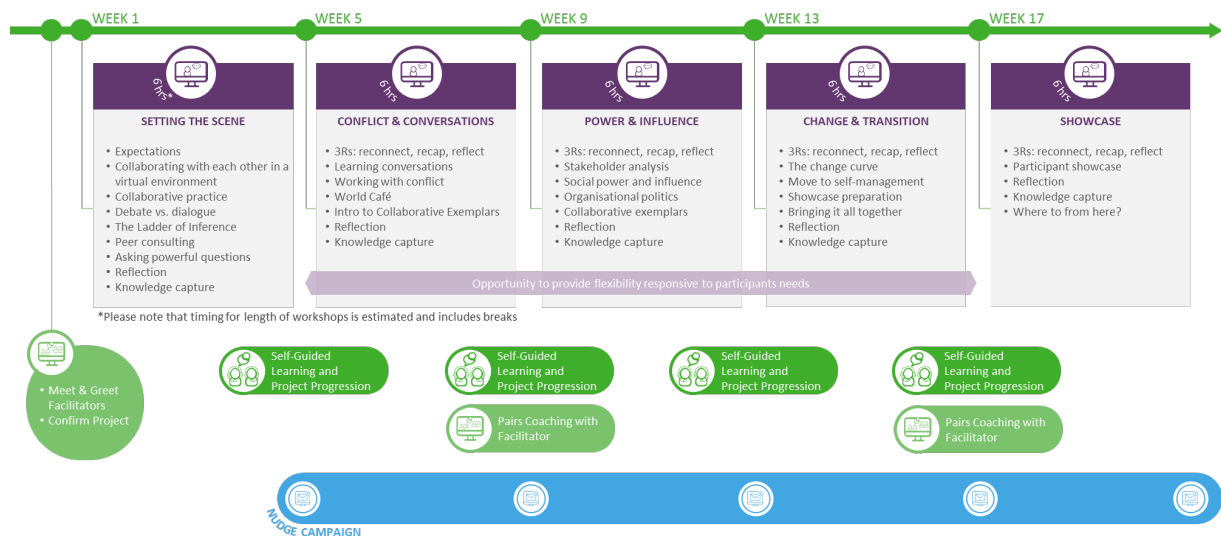 WEEK 1
WEEK 5
WEEK 9
WEEK 13
WEEK 17
6 hrs*
SETTING THE SCENE
• Expectations
• Collaborating with each other in a
virtual environment
• Collaborative practice
• Debate vs. dialogue
• The Ladder of Inference
• Peer consulting
• Asking powerful questions
• Reflection
• Knowledge capture
6 hrs
CONFLICT & CONVERSATIONS
• 3Rs: reconnect, recap, reflect
• Learning conversations
• Working with conflict
• World Café
• Intro to Collaborative Exemplars
• Reflection
• Knowledge capture
6 hrs
POWER & INFLUENCE
• 3Rs: reconnect, recap, reflect
• Stakeholder analysis
• Social power and influence
• Organisational politics
• Collaborative exemplars
• Reflection
• Knowledge capture
6 hrs
CHANGE & TRANSITION
• 3Rs: reconnect, recap, reflect
• The change curve
• Move to self-management
• Showcase preparation
• Bringing it all together
• Reflection
• Knowledge capture
6 hrs
SHOWCASE
• 3Rs: reconnect, recap, reflect
• Participant showcase
• Reflection
• Knowledge capture
• Where to from here?
Opportunity to provide flexibility responsive to participants needs
*Please note that timing for length of workshops is estimated and includes breaks
• Meet & Greet
Facilitators
• Confirm Project
Self-Guided
Learning and
Project Progression
Self-Guided
Learning and
Project Progression
Pairs Coaching with
Facilitator
Self-Guided
Learning and
Project Progression
Self-Guided
Learning and
Project Progression
Pairs Coaching with
Facilitator
NUDGE CAMPAIGN